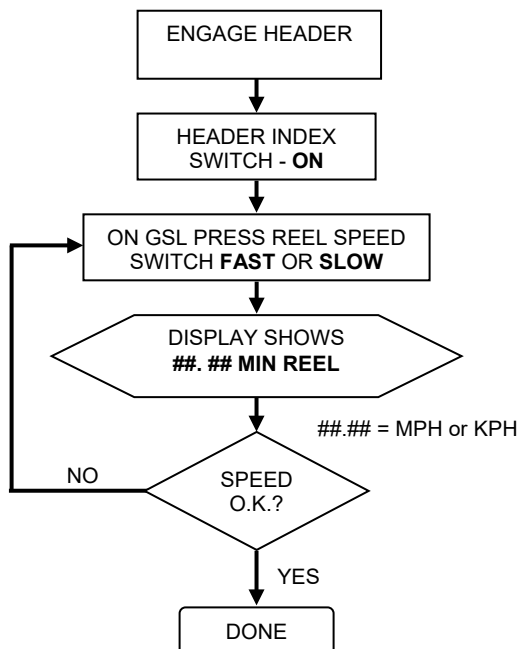 ENGAGE HEADER
HEADER INDEX
SWITCH - ON
ON GSL PRESS REEL SPEED
SWITCH FAST OR SLOW
DISPLAY SHOWS
##. ## MIN REEL
##.## = MPH or KPH
NO
SPEED
O.K.?
YES
DONE